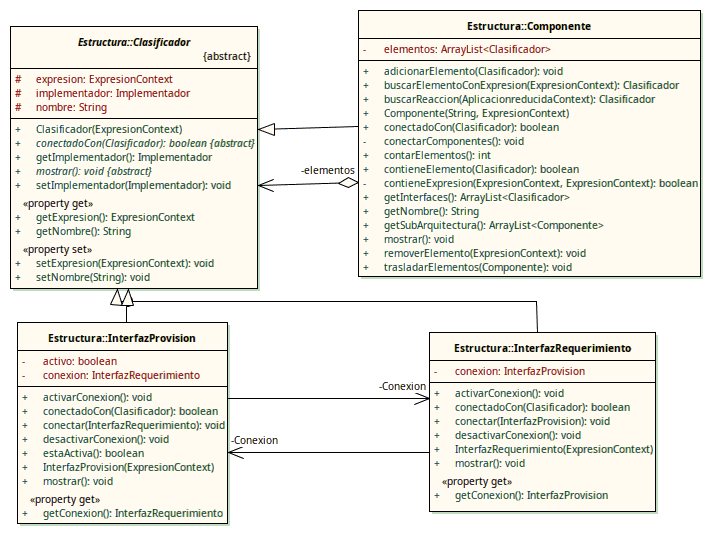 Estructura::Clasificador
{abstract}
# expresion: ExpresionContext
# implementador: Implementador
# nombre: String
+ Clasificador(ExpresionContext)
+ conectadoCon(Clasificador): boolean {abstract}
+ getImplementador(): Implementador
+ mostrar(): void {abstract}
+ setImplementador(Implementador): void
«property get»
+ getExpresion(): ExpresionContext
+ getNombre(): String
«property set»
+ setExpresion(ExpresionContext): void
+ setNombre(String): void
Estructura::Componente
- elementos: ArrayList<Clasificador>
+ adicionarElemento(Clasificador): void
+ buscarElementoConExpresion(ExpresionContext): Clasificador
+ buscarReaccion(AplicacionreducidaContext): Clasificador
+ Componente(String, ExpresionContext)
+ conectadoCon(Clasificador): boolean
- conectarComponentes(): void
+ contarElementos(): int
+ contieneElemento(Clasificador): boolean
- contieneExpresion(ExpresionContext, ExpresionContext): boolean
+ getInterfaces(): ArrayList<Clasificador>
+ getNombre(): String
+ getSubArquitectura(): ArrayList<Componente>
+ mostrar(): void
+ removerElemento(ExpresionContext): void
+ trasladarElementos(Componente): void
-elementos
Estructura::InterfazProvision
- activo: boolean
- conexion: InterfazRequerimiento
+ activarConexion(): void
+ conectadoCon(Clasificador): boolean
+ conectar(InterfazRequerimiento): void
+ desactivarConexion(): void
+ estaActiva(): boolean
+ InterfazProvision(ExpresionContext)
+ mostrar(): void
«property get»
+ getConexion(): InterfazRequerimiento
-Conexion
-Conexion
Estructura::InterfazRequerimiento
- conexion: InterfazProvision
+ activarConexion(): void
+ conectadoCon(Clasificador): boolean
+ conectar(InterfazProvision): void
+ desactivarConexion(): void
+ InterfazRequerimiento(ExpresionContext)
+ mostrar(): void
«property get»
+ getConexion(): InterfazProvision